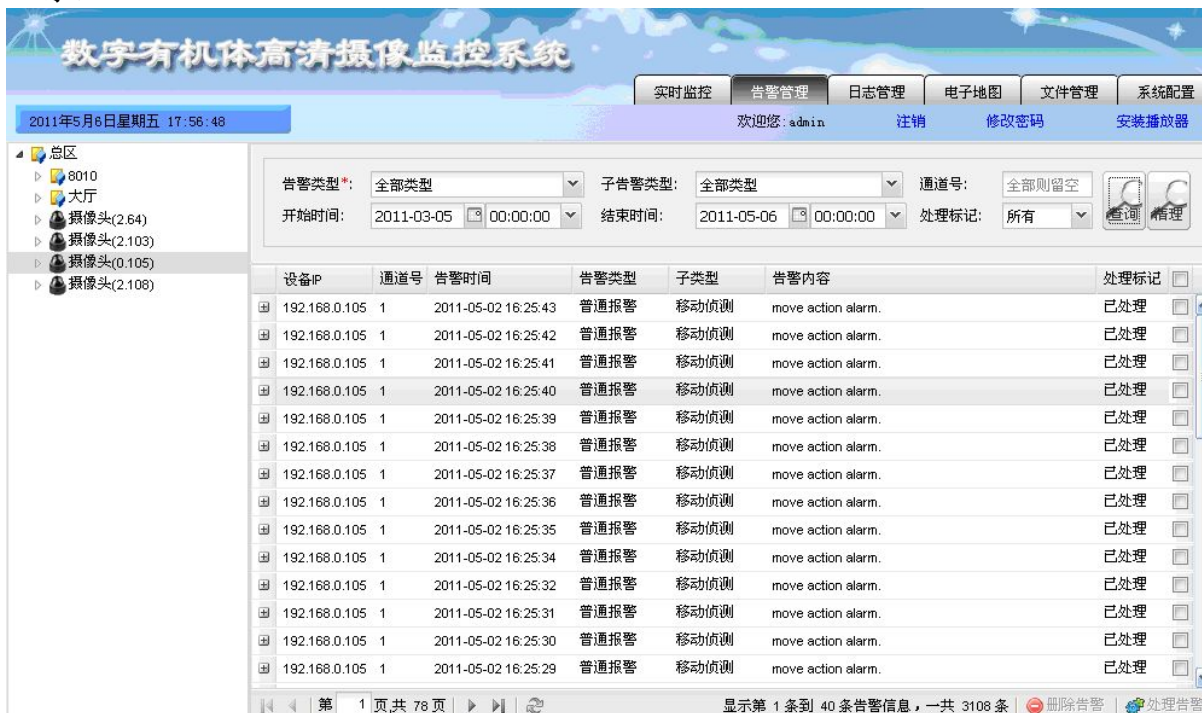 数字有机体高清摄像监控系统
实时监控 告警管理 日志管理 电子地图 文件管理 系统配置
2011年5月6日星期五 17:56:48 欢迎您:admin 注销 修改密码 安装播放器
总区
8010
大厅
摄像头(2.64)
摄像头(2.103)
摄像头(0.105)
摄像头(2.108)
告警类型*: 全部类型 子告警类型: 全部类型 通道号: 全部则留空 查询 清理
开始时间: 2011-03-05 00:00:00 结束时间: 2011-05-06 00:00:00 处理标记: 所有
设备IP 通道号 告警时间 告警类型 子类型 告警内容 处理标记
192.168.0.105 1 2011-05-02 16:25:43 普通报警 移动侦测 move action alarm. 已处理
192.168.0.105 1 2011-05-02 16:25:42 普通报警 移动侦测 move action alarm. 已处理
192.168.0.105 1 2011-05-02 16:25:41 普通报警 移动侦测 move action alarm. 已处理
192.168.0.105 1 2011-05-02 16:25:40 普通报警 移动侦测 move action alarm. 已处理
192.168.0.105 1 2011-05-02 16:25:39 普通报警 移动侦测 move action alarm. 已处理
192.168.0.105 1 2011-05-02 16:25:38 普通报警 移动侦测 move action alarm. 已处理
192.168.0.105 1 2011-05-02 16:25:37 普通报警 移动侦测 move action alarm. 已处理
192.168.0.105 1 2011-05-02 16:25:36 普通报警 移动侦测 move action alarm. 已处理
192.168.0.105 1 2011-05-02 16:25:35 普通报警 移动侦测 move action alarm. 已处理
192.168.0.105 1 2011-05-02 16:25:34 普通报警 移动侦测 move action alarm. 已处理
192.168.0.105 1 2011-05-02 16:25:32 普通报警 移动侦测 move action alarm. 已处理
192.168.0.105 1 2011-05-02 16:25:31 普通报警 移动侦测 move action alarm. 已处理
192.168.0.105 1 2011-05-02 16:25:30 普通报警 移动侦测 move action alarm. 已处理
192.168.0.105 1 2011-05-02 16:25:29 普通报警 移动侦测 move action alarm. 已处理
第 1 页,共 78 页 显示第 1 条到 40 条告警信息，一共 3108 条 删除告警 处理告警